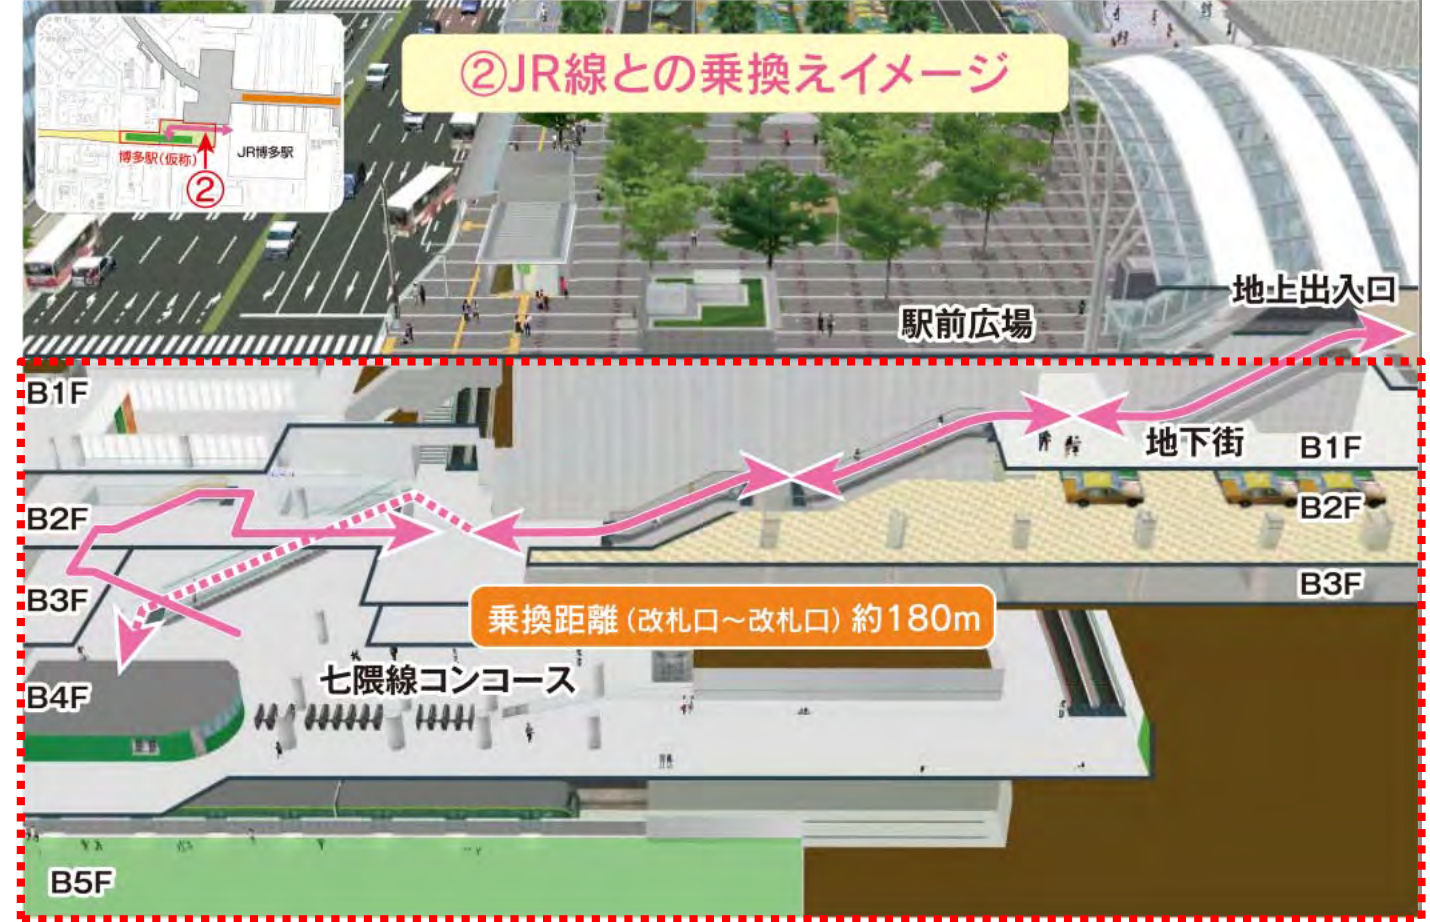 ②JR線との乗換えイメージ
博多駅(仮称)
JR博多駅
②
地上出入口
駅前広場
B1F
地下街
B1F
B2F
B2F
B3F
B3F
乗換距離(改札口~改札口)約180m
七隈線コンコース
B4F
B5F